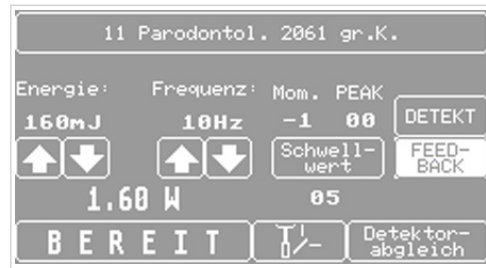 11 Parodontol. 2061 gr.K.
Energie: Frequenz: Mom. PEAK
160mJ 10Hz -1 00 DETEKT
Schwell-
wert
FEED-
BACK
1.60 W 05
BEREIT
Detektor-
abgleich